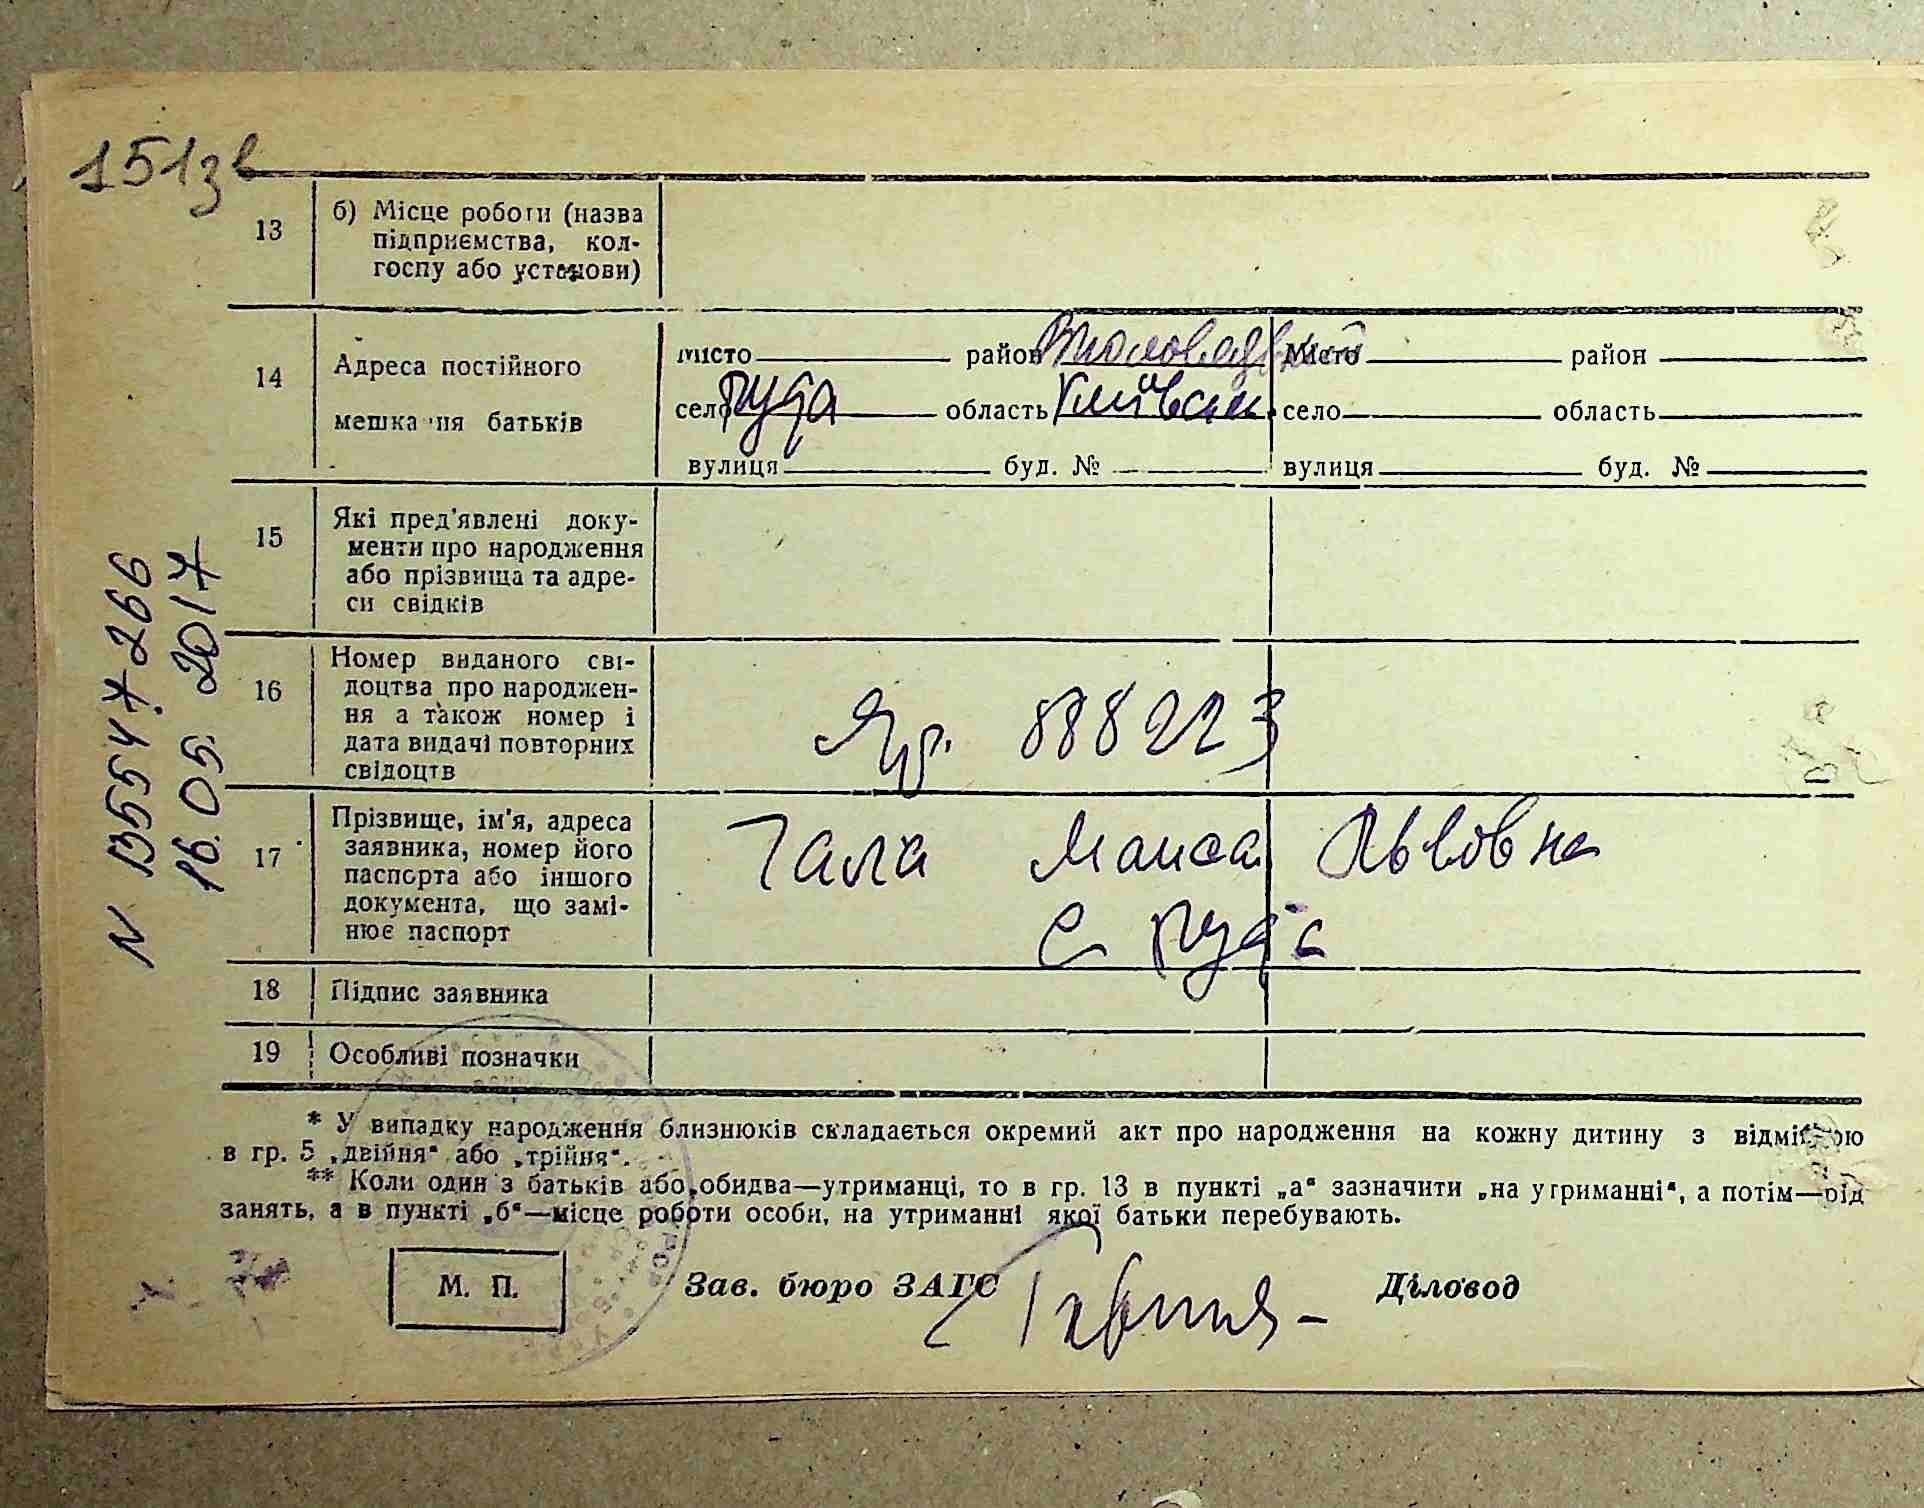 151зв
13 б) Місце роботи (назва
підприємства, кол-
госпу або установи)
14 Адреса постійного
мешкання батьків
місто район місто район
село Руда область Київськ. село область
вулиця буд. № вулиця буд. №
15 Які пред'явлені доку-
менти про народження
або прізвища та адре-
си свідків
16 Номер виданого сві-
доцтва про народжен-
ня а також номер і
дата видачі повторних
свідоцтв
Яр. 888223
17 Прізвище, ім'я, адреса
заявника, номер його
паспорта або іншого
документа, що замі-
нює паспорт
Гала Маиса Львовна
с Руда
18 Підпис заявника
19 Особливі позначки
* У випадку народження близнюків складається окремий акт про народження на кожну дитину з відміткою
в гр. 5 „двійня“ або „трійня“.
** Коли один з батьків або обидва—утриманці, то в гр. 13 в пункті „а“ зазначити „на утриманні“, а потім—рід
занять, а в пункті „б“—місце роботи особи, на утриманні якої батьки перебувають.
М. П. Зав. бюро ЗАГС Діловод
N 135547266
16.05.2017